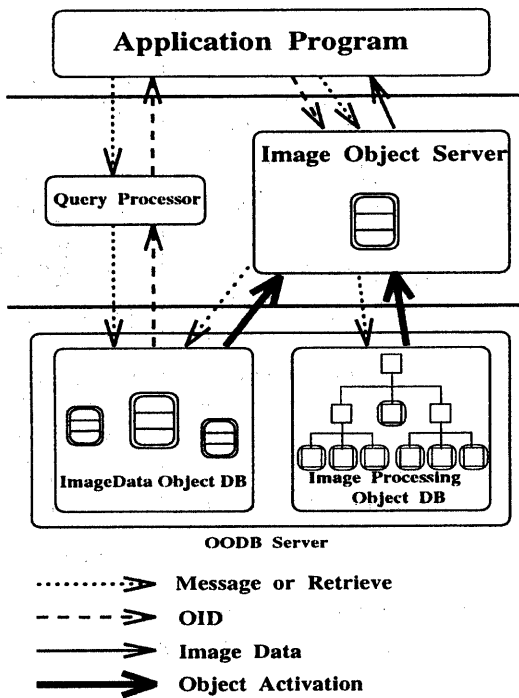 Application Program
Image Object Server
Query Processor
ImageData Object DB
Image Processing
Object DB
OODB Server
Message or Retrieve
OID
Image Data
Object Activation